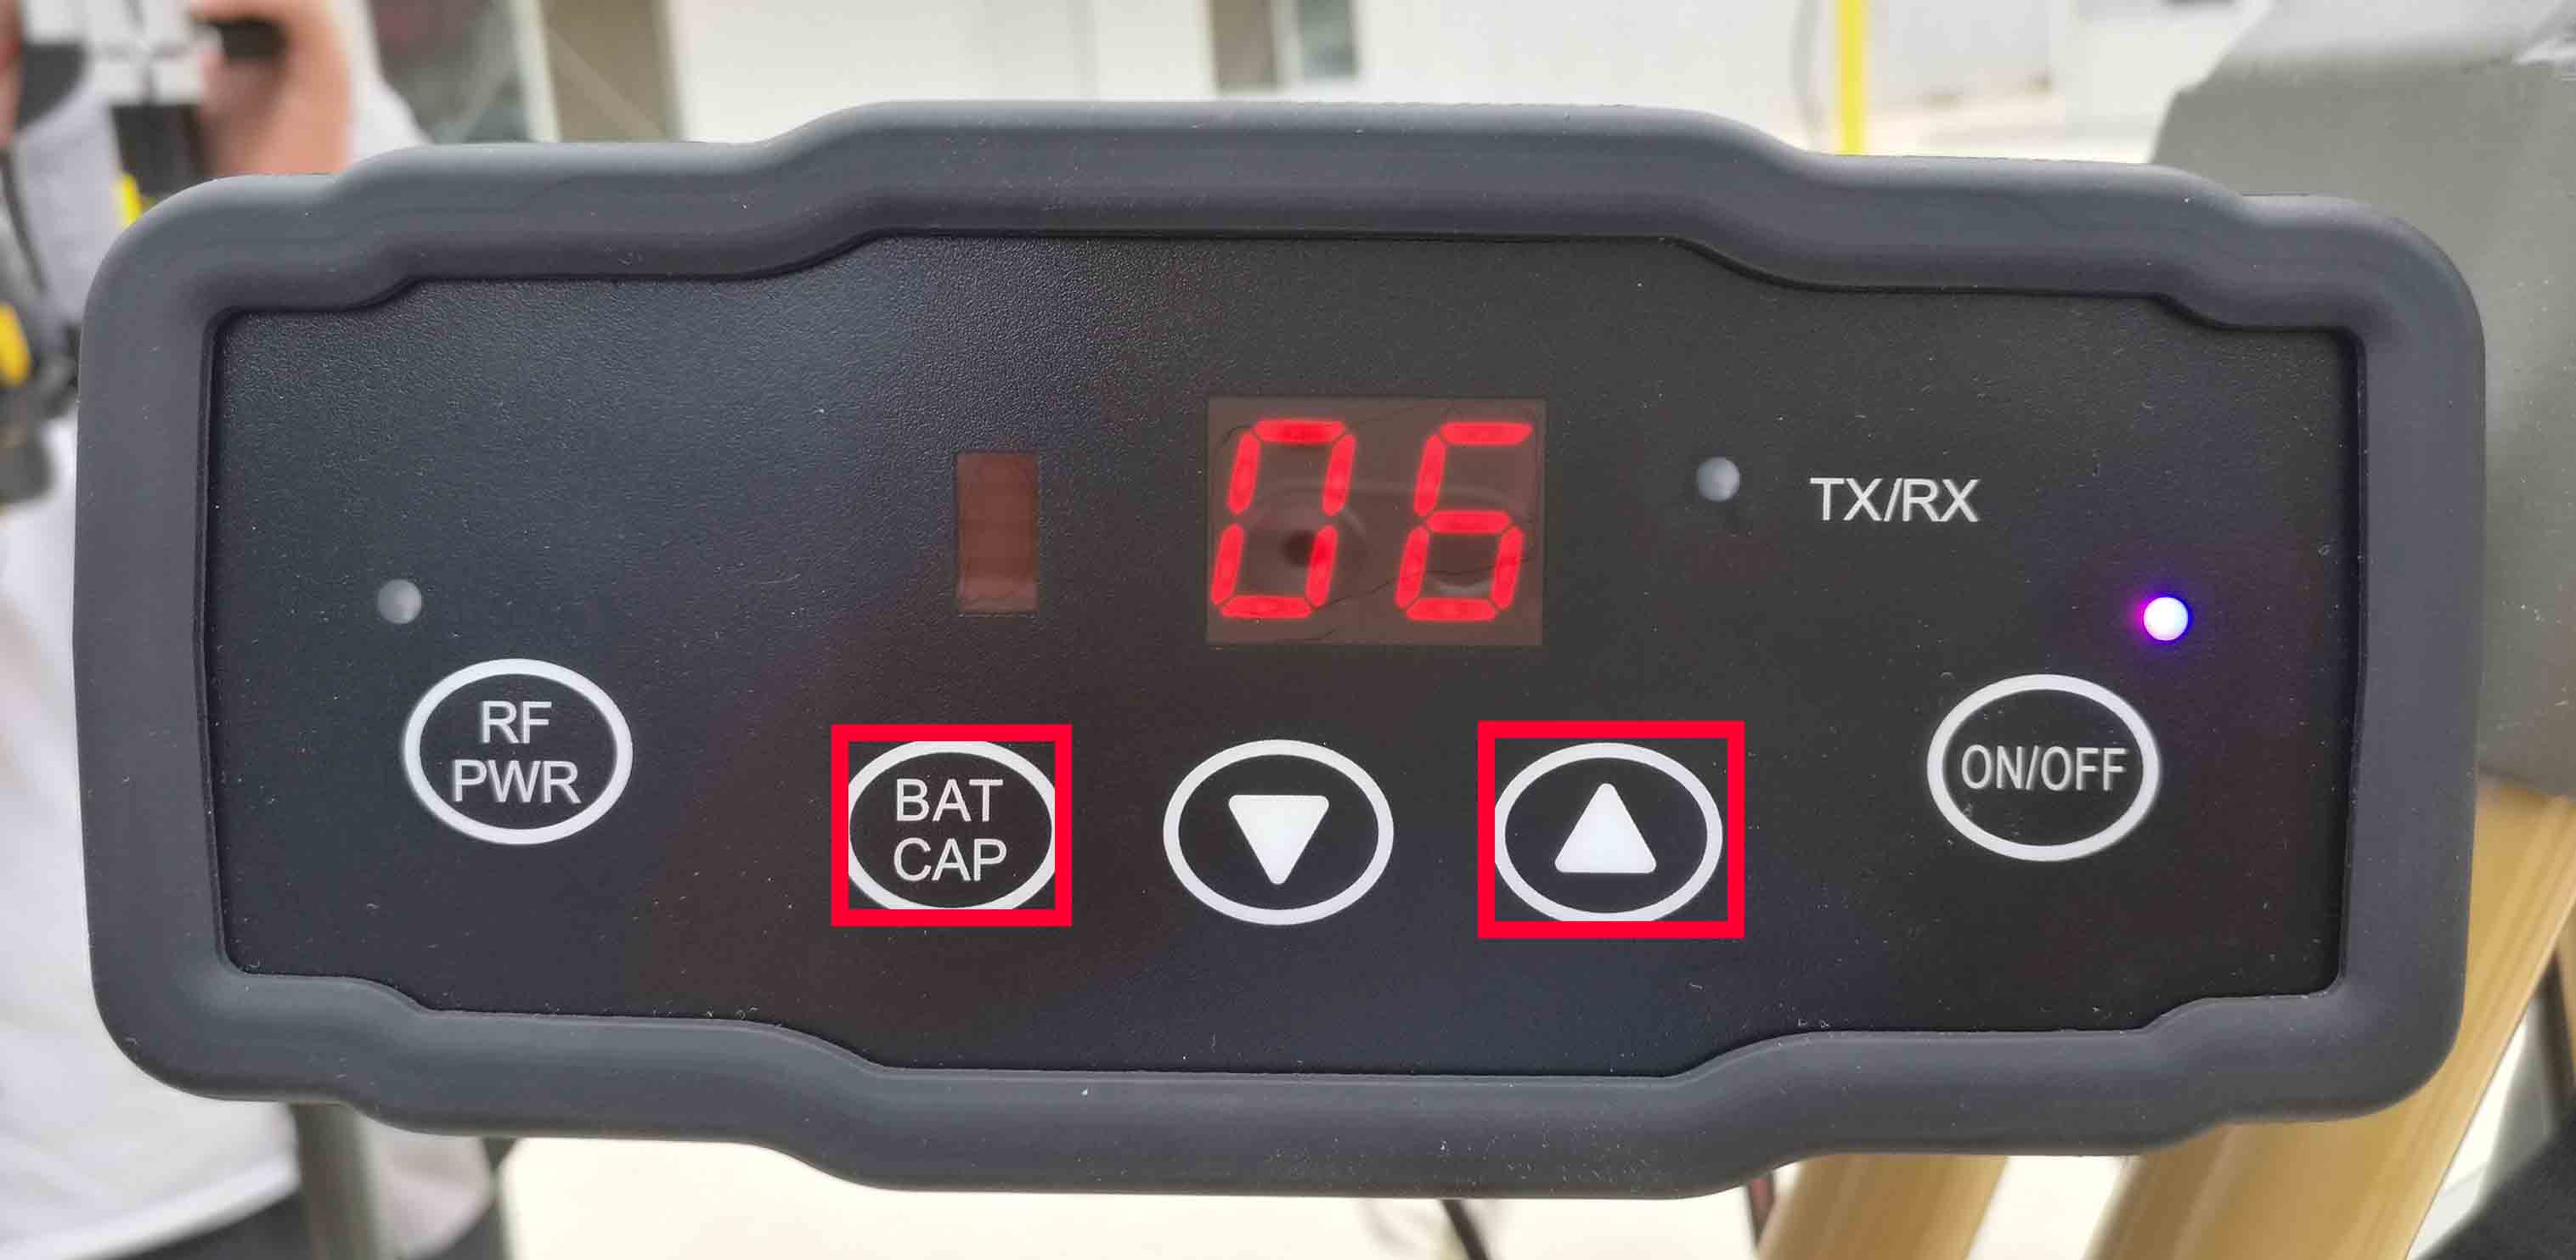 06
TX/RX
RF
PWR
BAT
CAP
ON/OFF